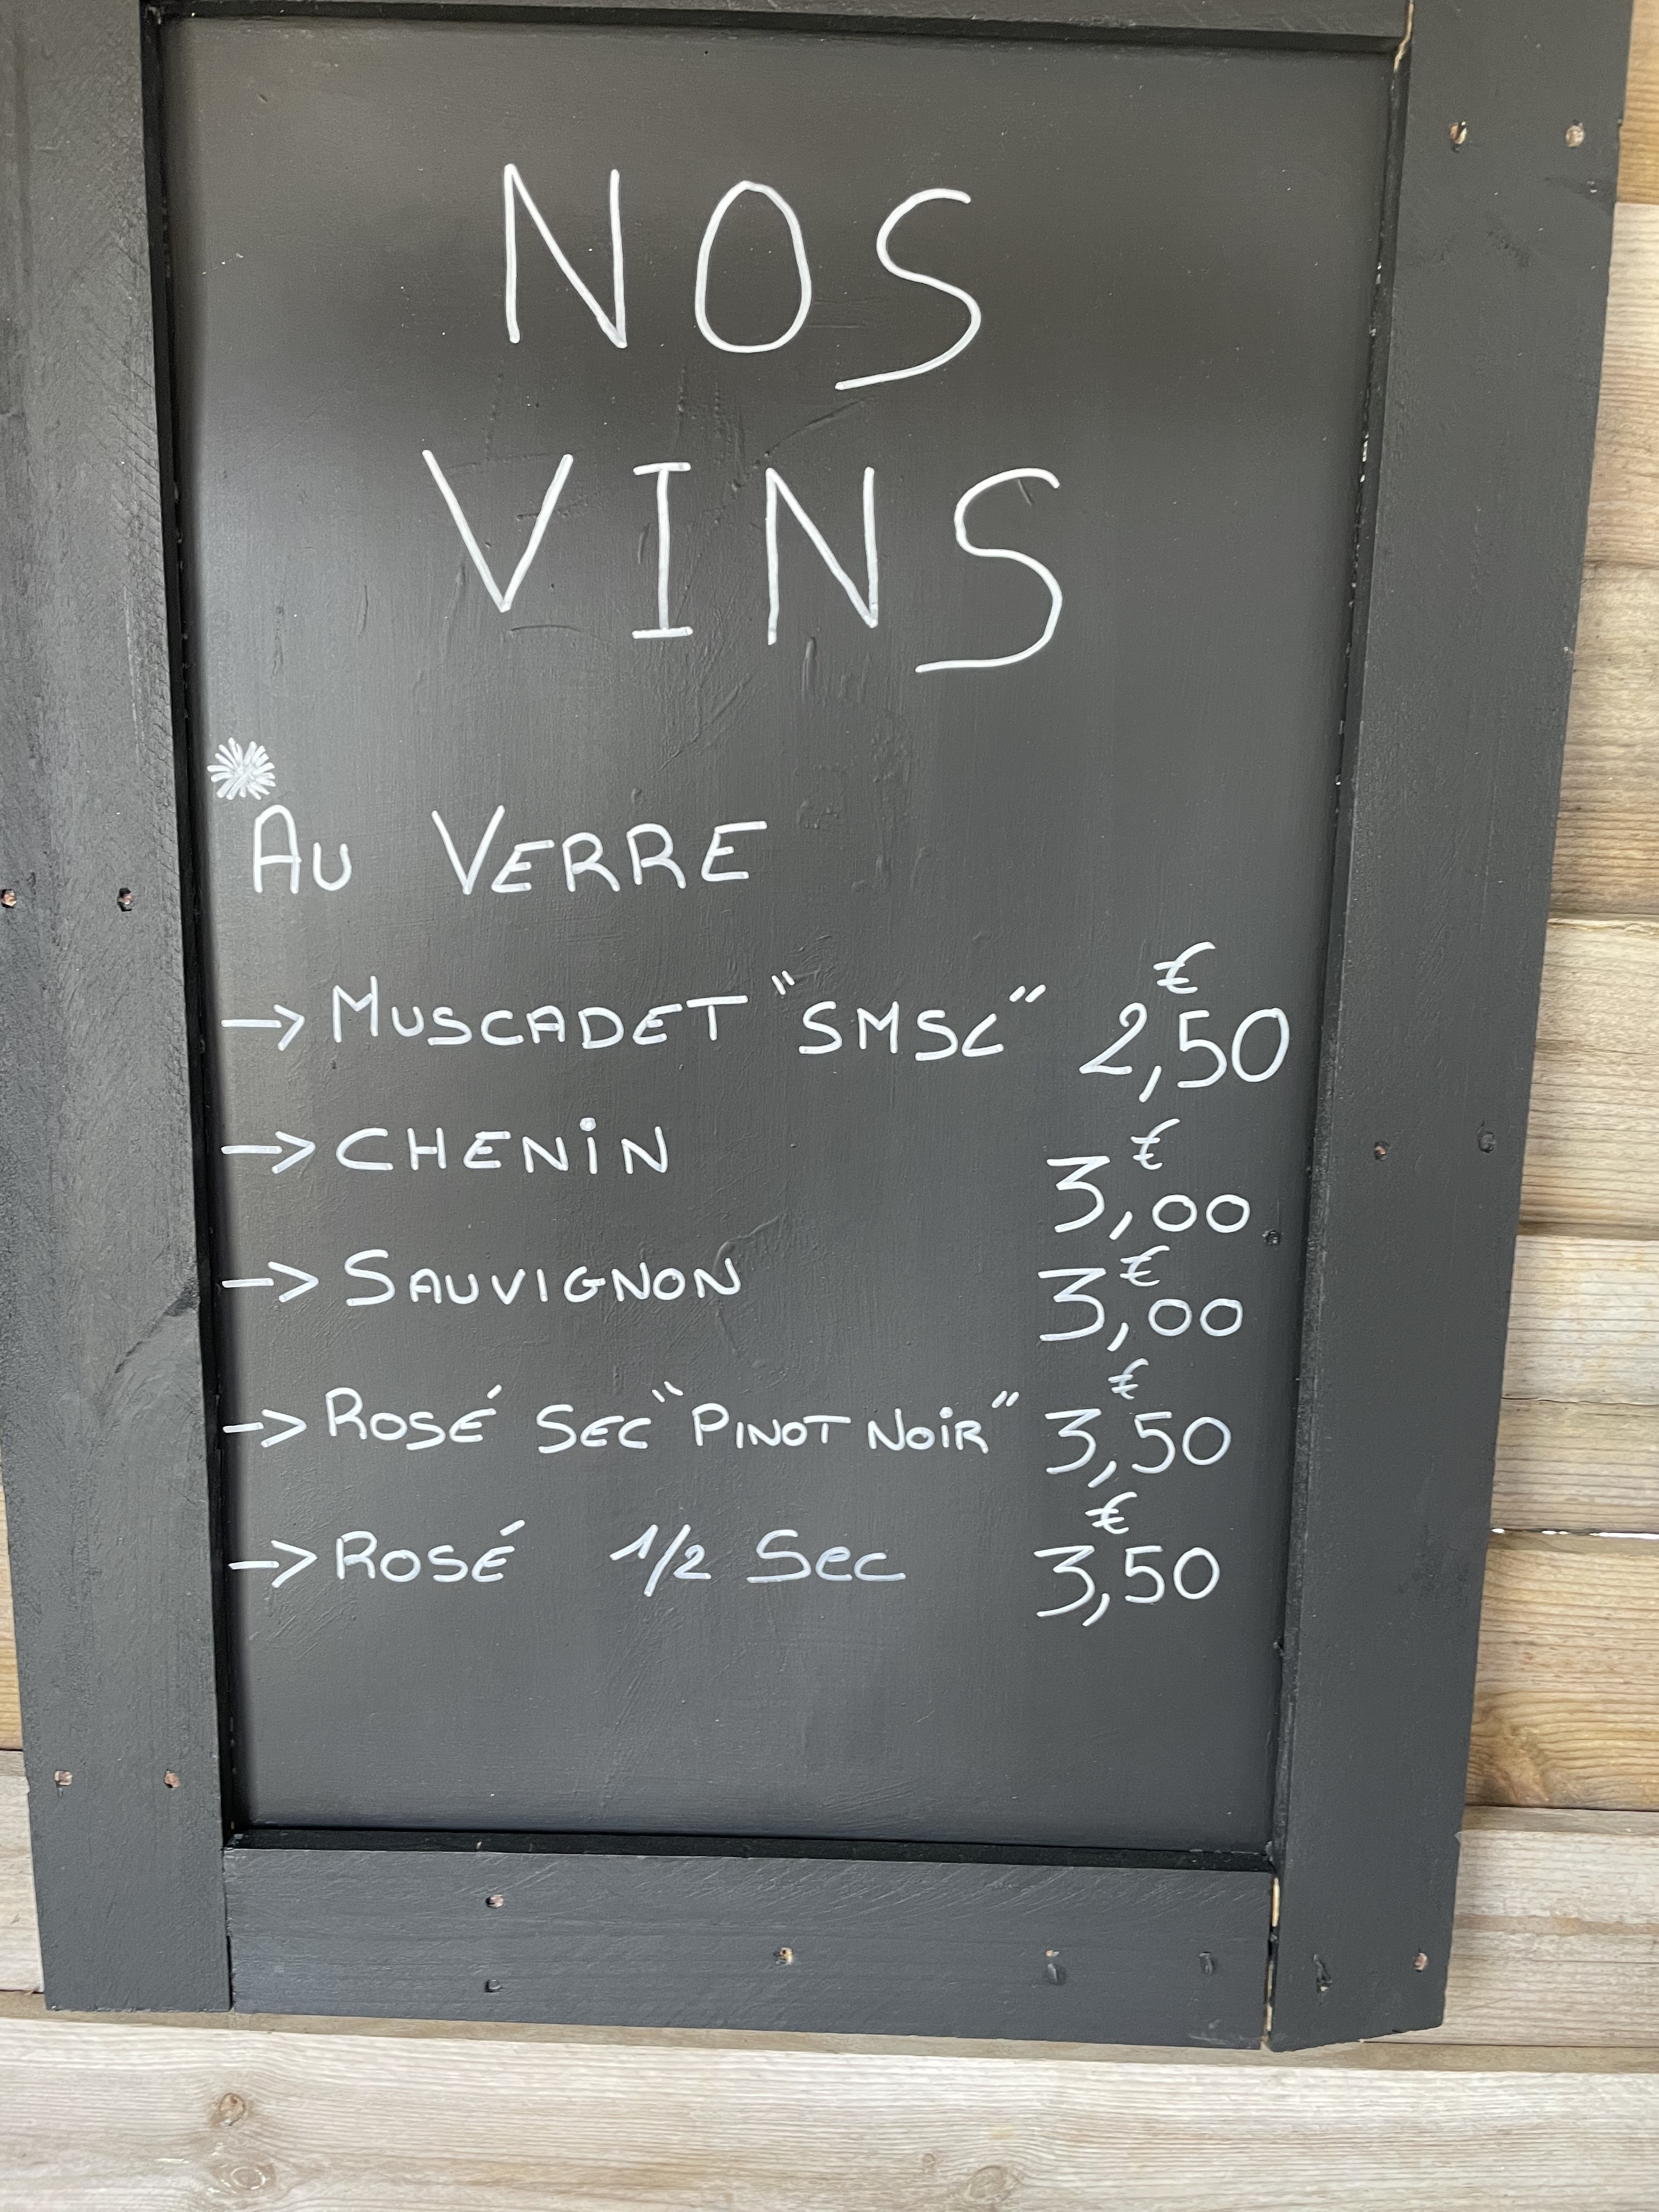 NOS
VINS
* AU VERRE
-> MUSCADET "SMSL" 2,50 €
-> CHENIN 3,00 €
-> SAUVIGNON 3,00 €
-> ROSÉ SEC "PINOT NOIR" 3,50 €
-> ROSÉ 1/2 SEC 3,50 €